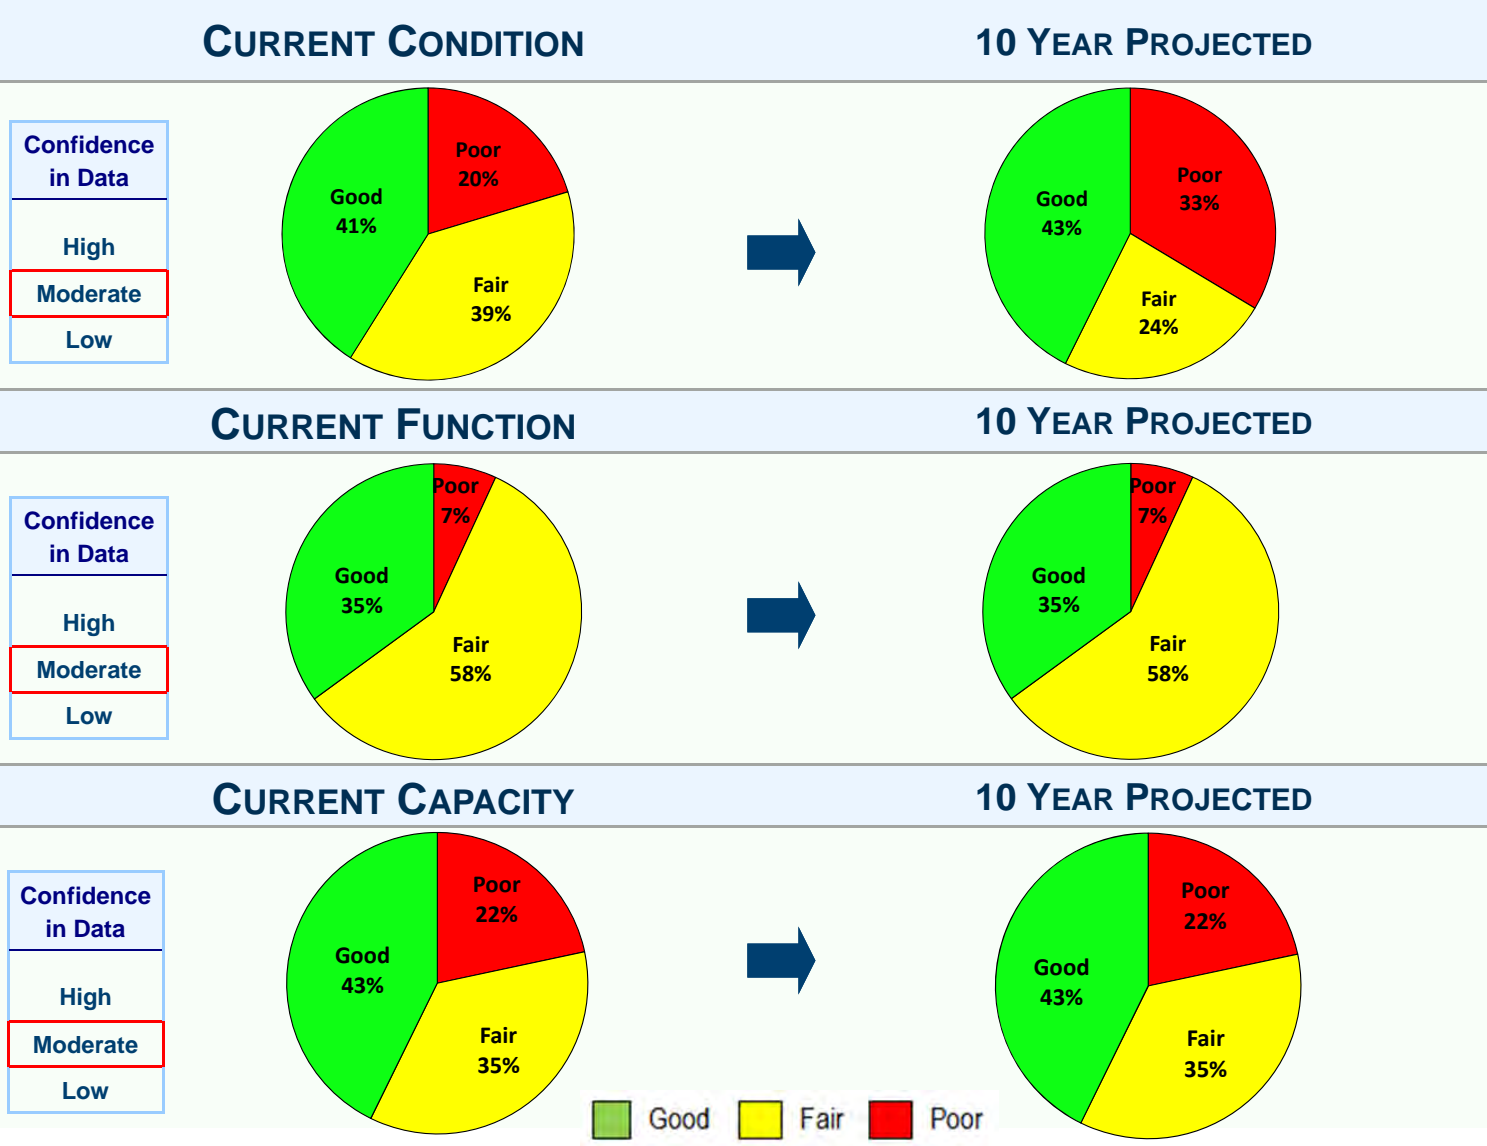 CURRENT CONDITION
10 YEAR PROJECTED
Confidence
in Data
High
Moderate
Low
Poor
20%
Good
41%
Fair
39%
Poor
33%
Good
43%
Fair
24%
CURRENT FUNCTION
10 YEAR PROJECTED
Confidence
in Data
High
Moderate
Low
Poor
7%
Good
35%
Fair
58%
Poor
7%
Good
35%
Fair
58%
CURRENT CAPACITY
10 YEAR PROJECTED
Confidence
in Data
High
Moderate
Low
Poor
22%
Good
43%
Fair
35%
Poor
22%
Good
43%
Fair
35%
Good Fair Poor